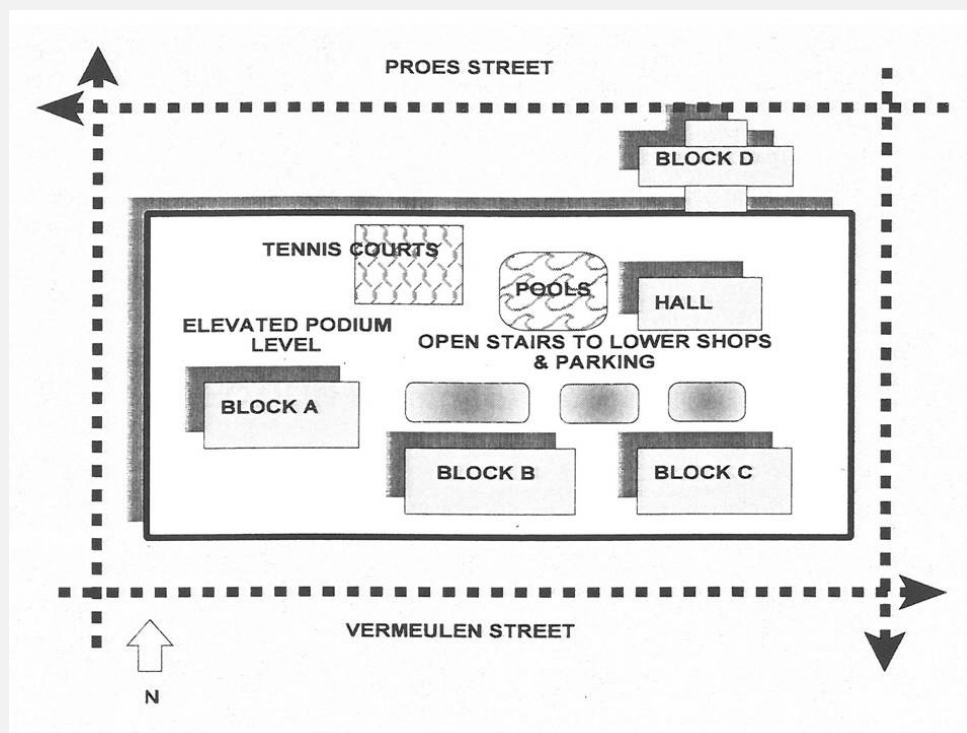 PROES STREET
BLOCK D
TENNIS COURTS
POOLS
HALL
ELEVATED PODIUM
LEVEL
OPEN STAIRS TO LOWER SHOPS
& PARKING
BLOCK A
BLOCK B
BLOCK C
VERMEULEN STREET
N